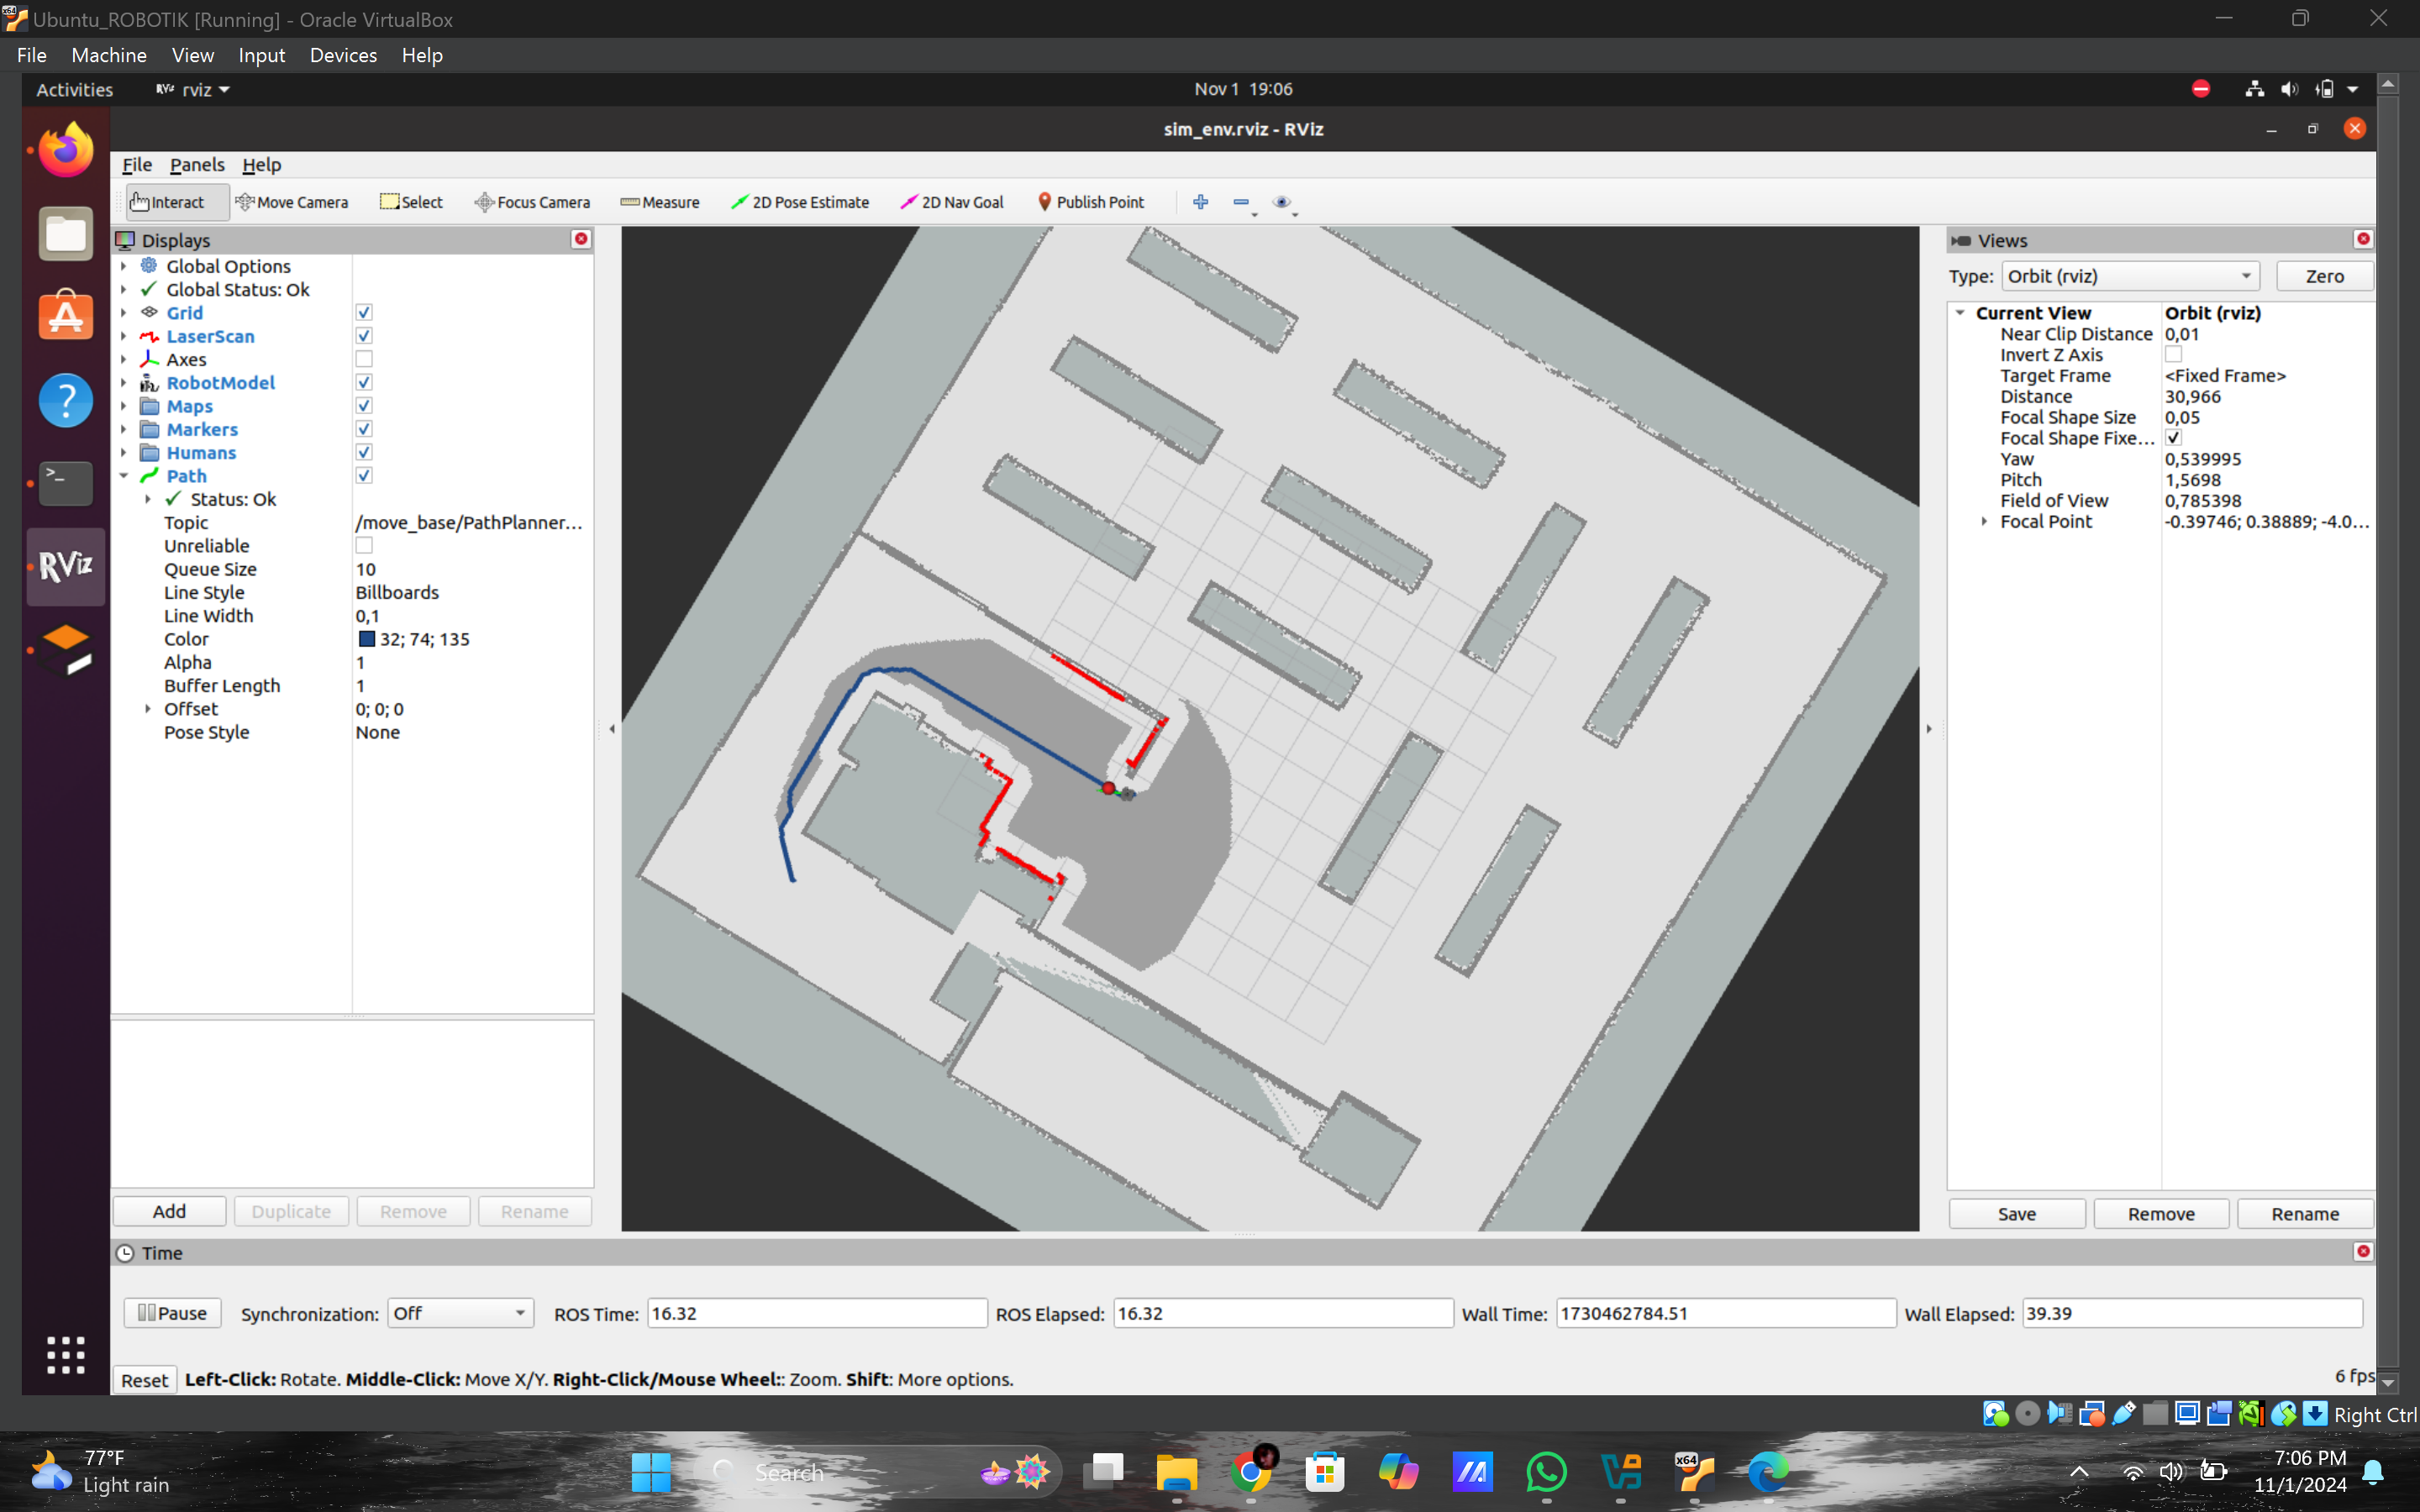 Ubuntu_ROBOTIK [Running] - Oracle VirtualBox
File Machine View Input Devices Help
Activities RViz rviz Nov 1 19:06
sim_env.rviz - RViz
File Panels Help
Interact Move Camera Select Focus Camera Measure 2D Pose Estimate 2D Nav Goal Publish Point
Displays
Global Options
Global Status: Ok
Grid
LaserScan
Axes
RobotModel
Maps
Markers
Humans
Path
Status: Ok
Topic /move_base/PathPlanner...
Unreliable
Queue Size 10
Line Style Billboards
Line Width 0,1
Color 32; 74; 135
Alpha 1
Buffer Length 1
Offset 0; 0; 0
Pose Style None
Add Duplicate Remove Rename
Views
Type: Orbit (rviz) Zero
Current View Orbit (rviz)
Near Clip Distance 0,01
Invert Z Axis
Target Frame <Fixed Frame>
Distance 30,966
Focal Shape Size 0,05
Focal Shape Fixe...
Yaw 0,539995
Pitch 1,5698
Field of View 0,785398
Focal Point -0.39746; 0.38889; -4.0...
Save Remove Rename
RViz
Time
Pause Synchronization: Off ROS Time: 16.32 ROS Elapsed: 16.32 Wall Time: 1730462784.51 Wall Elapsed: 39.39
Reset Left-Click: Rotate. Middle-Click: Move X/Y. Right-Click/Mouse Wheel:: Zoom. Shift: More options. 6 fps
Right Ctrl
77°F
Light rain
Search
x64
7:06 PM
11/1/2024